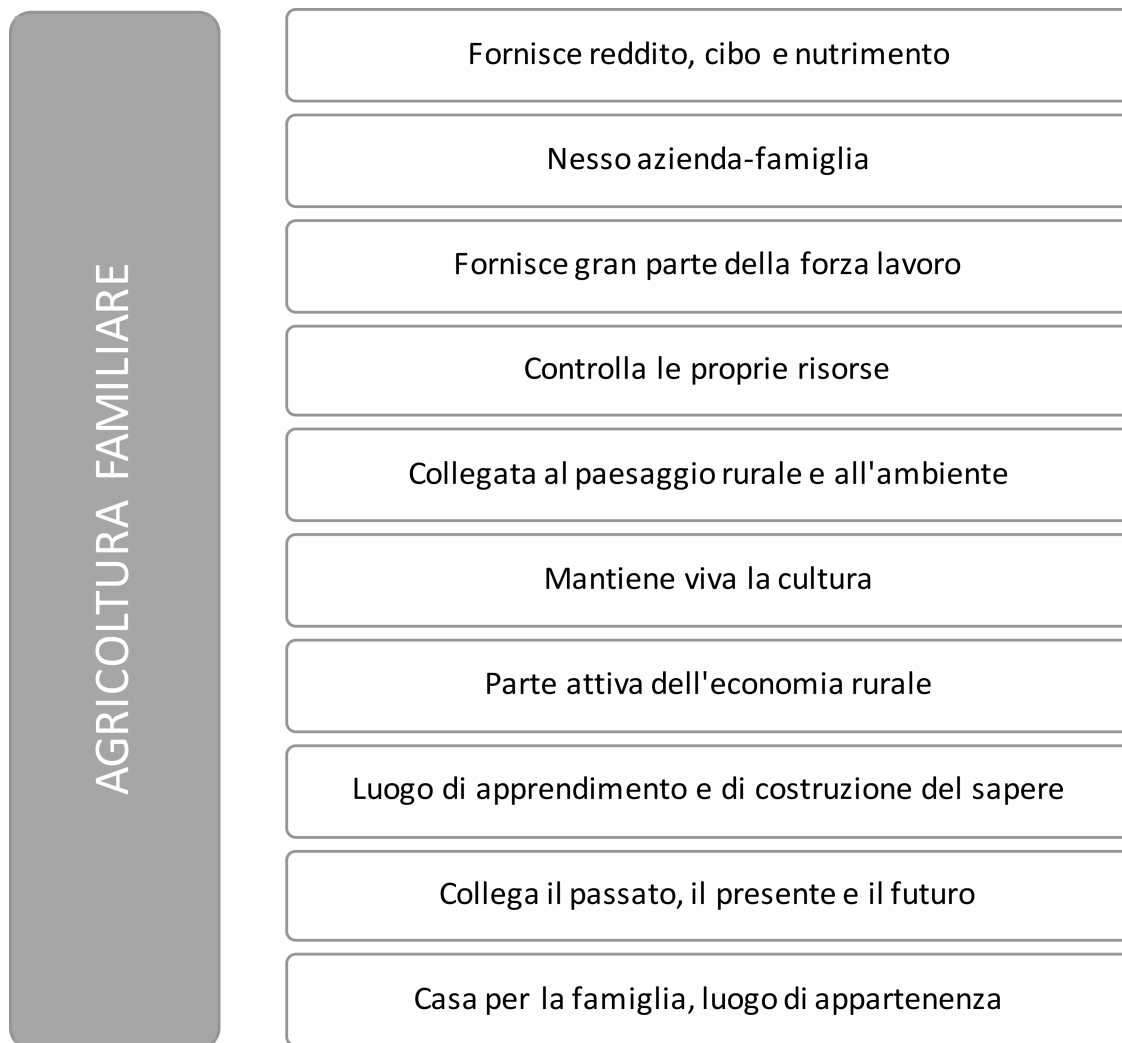 AGRICOLTURA FAMILIARE
Fornisce reddito, cibo e nutrimento
Nesso azienda-famiglia
Fornisce gran parte della forza lavoro
Controlla le proprie risorse
Collegata al paesaggio rurale e all'ambiente
Mantiene viva la cultura
Parte attiva dell'economia rurale
Luogo di apprendimento e di costruzione del sapere
Collega il passato, il presente e il futuro
Casa per la famiglia, luogo di appartenenza